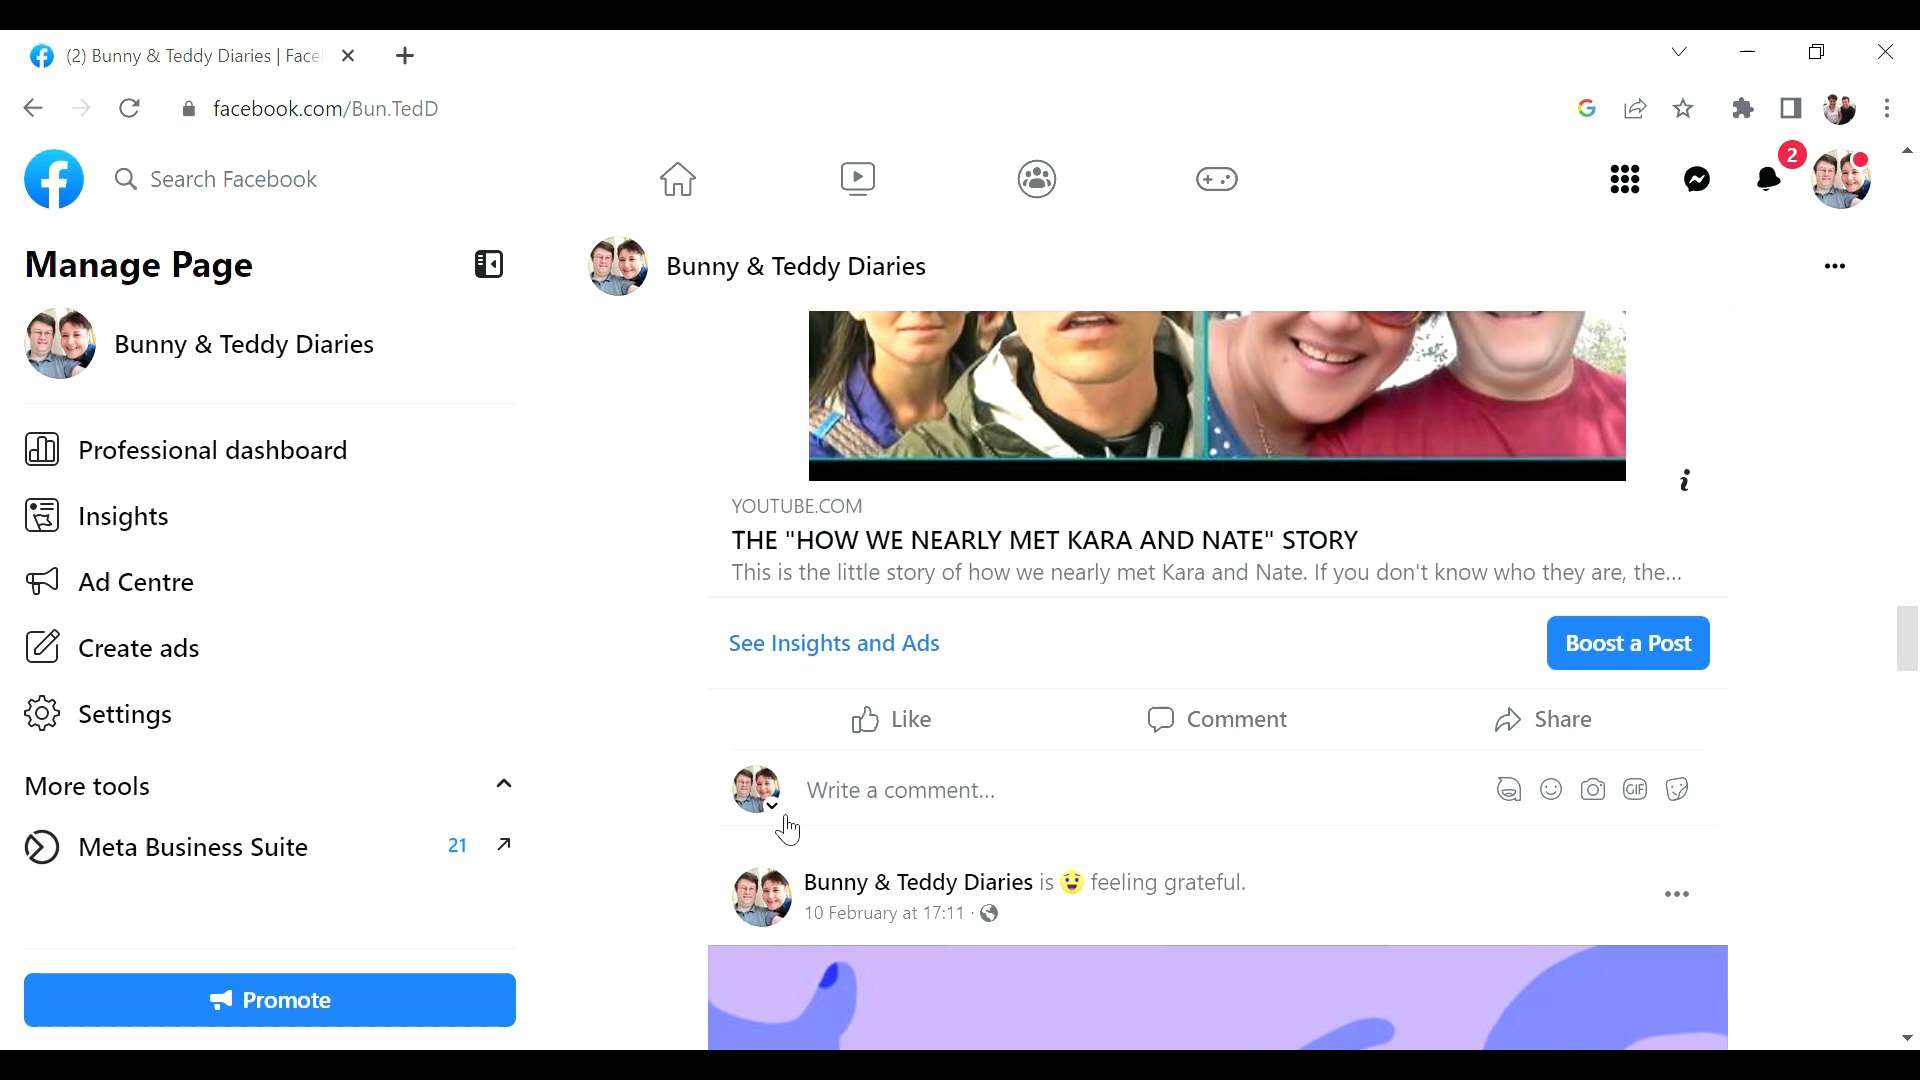 (2) Bunny & Teddy Diaries | Face
facebook.com/Bun.TedD
Search Facebook
2
Manage Page
Bunny & Teddy Diaries
Professional dashboard
Insights
Ad Centre
Create ads
Settings
More tools
Meta Business Suite 21
Promote
Bunny & Teddy Diaries
YOUTUBE.COM
THE "HOW WE NEARLY MET KARA AND NATE" STORY
This is the little story of how we nearly met Kara and Nate. If you don't know who they are, the...
See Insights and Ads
Boost a Post
Like Comment Share
Write a comment...
GIF
Bunny & Teddy Diaries is feeling grateful.
10 February at 17:11 ·